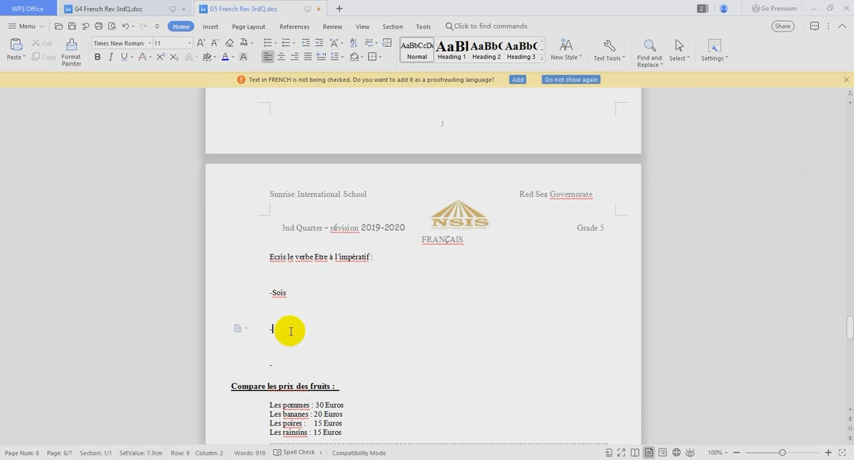 WPS Office
G4 French Rev 3rdQ.doc
G5 French Rev 3rdQ.doc
2
Go Premium
Menu
Home
Insert
Page Layout
References
Review
View
Section
Tools
Click to find commands
Share
Paste
Cut
Copy
Format Painter
Times New Roman
11
AaBbCcDd
Normal
AaBl
Heading 1
AaBb(
Heading 2
AaBbC
Heading 3
New Style
Text Tools
Find and Replace
Select
Settings
Text in FRENCH is not being checked. Do you want to add it as a proofreading language?
Add
Do not show again
5
Sunrise International School
Red Sea Governorate
NSIS
3nd Quarter – révision 2019-2020
Grade 5
FRANÇAIS
Ecris le verbe Etre à l'impératif :
-Sois
-
-
Compare les prix des fruits :
Les pommes : 30 Euros
Les bananes : 20 Euros
Les poires : 15 Euros
Les rainsins : 15 Euros
Page Num: 6
Page: 6/7
Section: 1/1
SetValue: 7.9cm
Row: 9
Column: 2
Words: 918
Spell Check
Compatibility Mode
100%